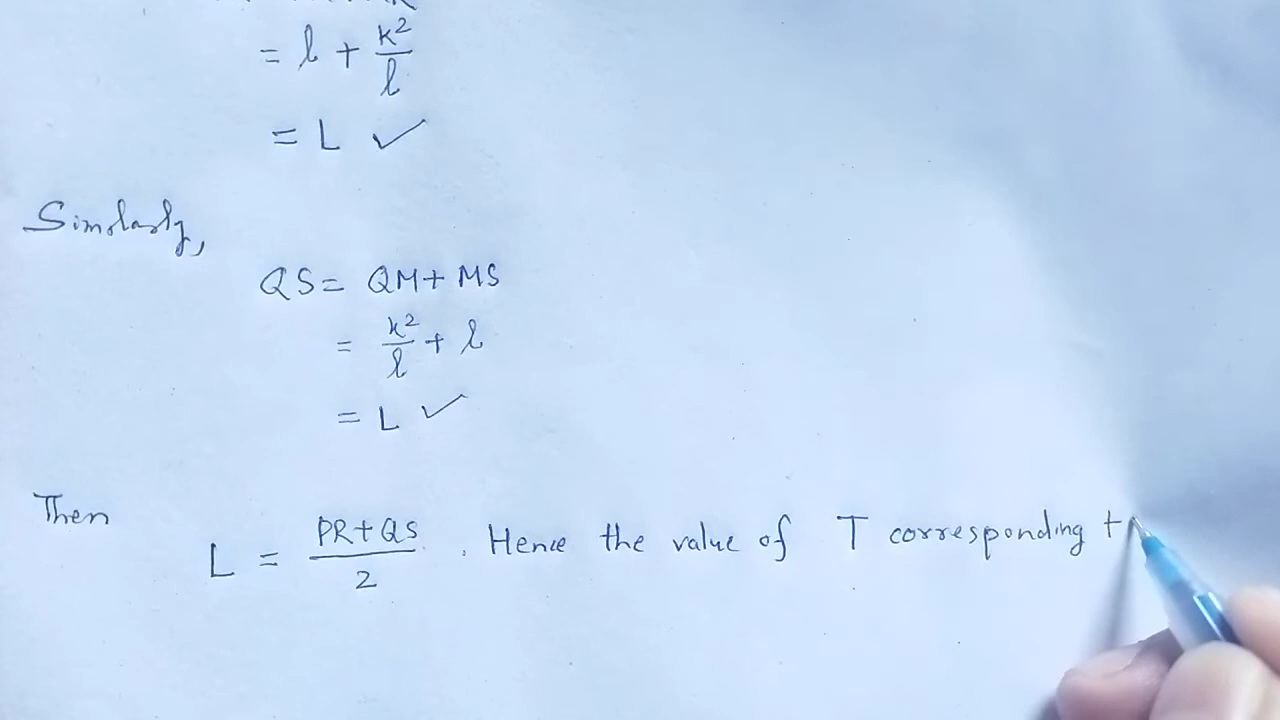 = l + k²/l
= L ✓
Similarly,
QS = QM + MS
= k²/l + l
= L ✓
Then
L = (PR + QS)/2 . Hence the value of T corresponding t